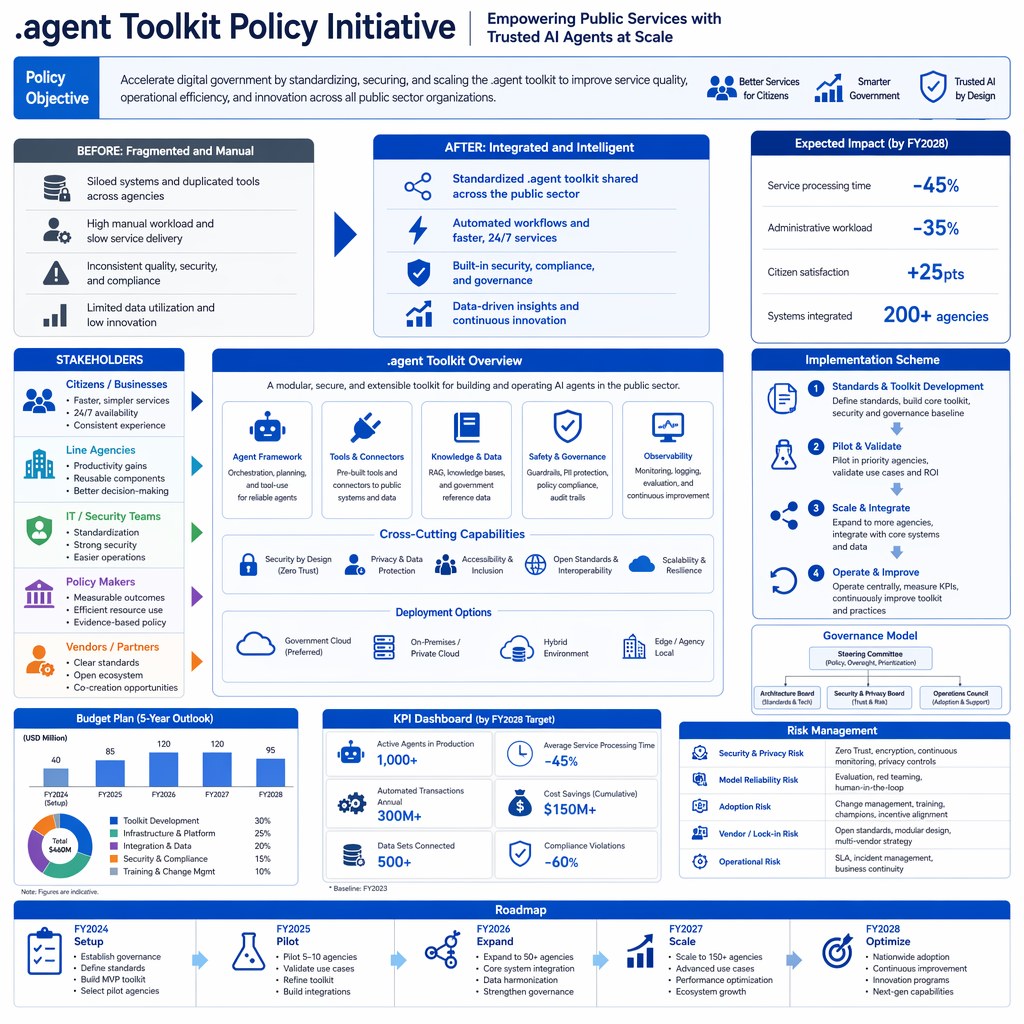 .agent Toolkit Policy Initiative
Empowering Public Services with
Trusted AI Agents at Scale
Policy
Objective
Accelerate digital government by standardizing, securing, and scaling the .agent toolkit to improve service quality,
operational efficiency, and innovation across all public sector organizations.
Better Services
for Citizens
Smarter
Government
Trusted AI
by Design
BEFORE: Fragmented and Manual
Siloed systems and duplicated tools
across agencies
High manual workload and
slow service delivery
Inconsistent quality, security,
and compliance
Limited data utilization and
low innovation
AFTER: Integrated and Intelligent
Standardized .agent toolkit shared
across the public sector
Automated workflows and
faster, 24/7 services
Built-in security, compliance,
and governance
Data-driven insights and
continuous innovation
Expected Impact (by FY2028)
Service processing time
-45%
Administrative workload
-35%
Citizen satisfaction
+25pts
Systems integrated
200+ agencies
STAKEHOLDERS
Citizens / Businesses
• Faster, simpler services
• 24/7 availability
• Consistent experience
Line Agencies
• Productivity gains
• Reusable components
• Better decision-making
IT / Security Teams
• Standardization
• Strong security
• Easier operations
Policy Makers
• Measurable outcomes
• Efficient resource use
• Evidence-based policy
Vendors / Partners
• Clear standards
• Open ecosystem
• Co-creation opportunities
.agent Toolkit Overview
A modular, secure, and extensible toolkit for building and operating AI agents in the public sector.
Agent Framework
Orchestration, planning,
and tool-use
for reliable agents
Tools & Connectors
Pre-built tools and
connectors to public
systems and data
Knowledge & Data
RAG, knowledge bases,
and government
reference data
Safety & Governance
Guardrails, PII protection,
policy compliance,
audit trails
Observability
Monitoring, logging,
evaluation, and
continuous improvement
Cross-Cutting Capabilities
Security by Design
(Zero Trust)
Privacy & Data
Protection
Accessibility &
Inclusion
Open Standards &
Interoperability
Scalability &
Resilience
Deployment Options
Government Cloud
(Preferred)
On-Premises /
Private Cloud
Hybrid
Environment
Edge / Agency
Local
Implementation Scheme
1 Standards & Toolkit Development
Define standards, build core toolkit,
security and governance baseline
2 Pilot & Validate
Pilot in priority agencies,
validate use cases and ROI
3 Scale & Integrate
Expand to more agencies,
integrate with core systems
and data
4 Operate & Improve
Operate centrally, measure KPIs,
continuously improve toolkit
and practices
Governance Model
Steering Committee
(Policy, Oversight, Prioritization)
Architecture Board
(Standards & Tech)
Security & Privacy Board
(Trust & Risk)
Operations Council
(Adoption & Support)
Budget Plan (5-Year Outlook)
(USD Million)
40
85
120
120
95
FY2024
(Setup)
FY2025
FY2026
FY2027
FY2028
Total
$460M
Toolkit Development 30%
Infrastructure & Platform 25%
Integration & Data 20%
Security & Compliance 15%
Training & Change Mgmt 10%
Note: Figures are indicative.
KPI Dashboard (by FY2028 Target)
Active Agents in Production
1,000+
Average Service Processing Time
-45%
Automated Transactions
Annual
300M+
Cost Savings (Cumulative)
$150M+
Data Sets Connected
500+
Compliance Violations
-60%
* Baseline: FY2023
Risk Management
Security & Privacy Risk
Zero Trust, encryption, continuous
monitoring, privacy controls
Model Reliability Risk
Evaluation, red teaming,
human-in-the-loop
Adoption Risk
Change management, training,
champions, incentive alignment
Vendor / Lock-in Risk
Open standards, modular design,
multi-vendor strategy
Operational Risk
SLA, incident management,
business continuity
Roadmap
FY2024
Setup
• Establish governance
• Define standards
• Build MVP toolkit
• Select pilot agencies
FY2025
Pilot
• Pilot 5–10 agencies
• Validate use cases
• Refine toolkit
• Build integrations
FY2026
Expand
• Expand to 50+ agencies
• Core system integration
• Data harmonization
• Strengthen governance
FY2027
Scale
• Scale to 150+ agencies
• Advanced use cases
• Performance optimization
• Ecosystem growth
FY2028
Optimize
• Nationwide adoption
• Continuous improvement
• Innovation programs
• Next-gen capabilities